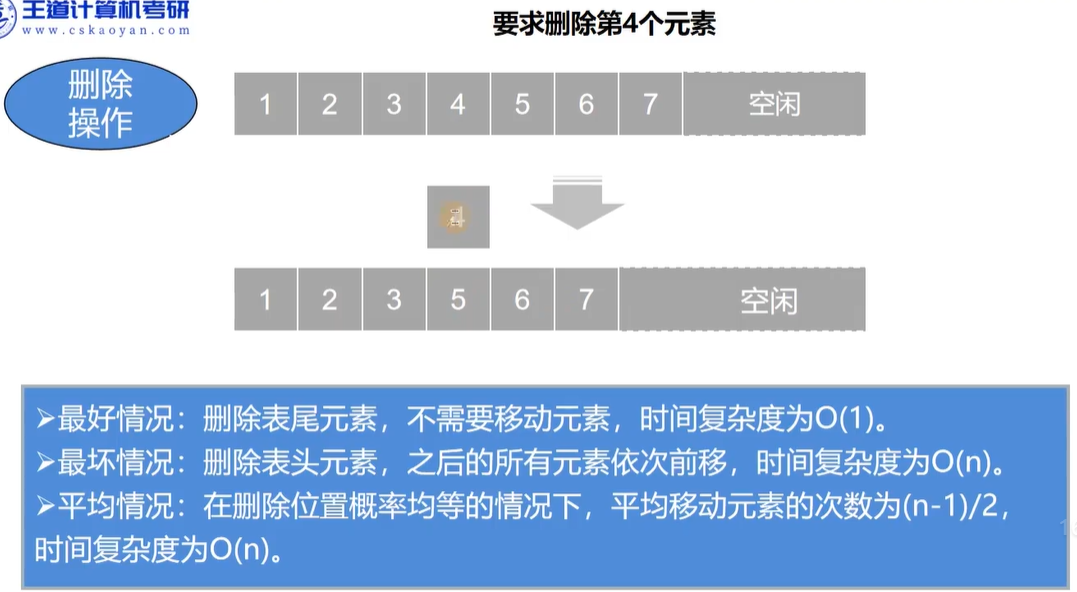 王道计算机考研
www.cskaoyan.com
要求删除第4个元素
删除
操作
1 2 3 4 5 6 7 空闲
4
1 2 3 5 6 7 空闲
➢最好情况：删除表尾元素，不需要移动元素，时间复杂度为O(1)。
➢最坏情况：删除表头元素，之后的所有元素依次前移，时间复杂度为O(n)。
➢平均情况：在删除位置概率均等的情况下，平均移动元素的次数为(n-1)/2，
时间复杂度为O(n)。